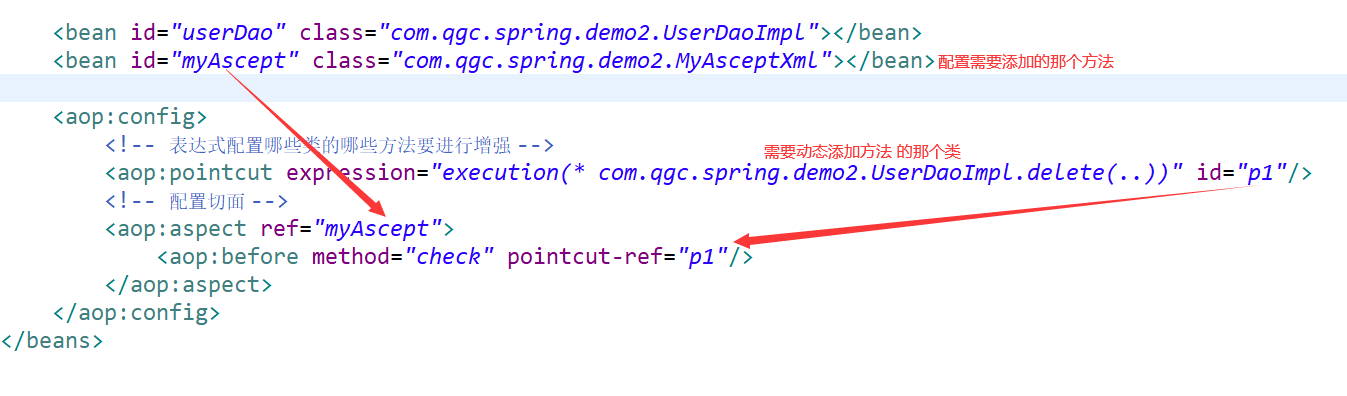 <bean id="userDao" class="com.qgc.spring.demo2.UserDaoImpl"></bean>
<bean id="myAscept" class="com.qgc.spring.demo2.MyAsceptXml"></bean>配置需要添加的那个方法
<aop:config>
<!-- 表达式配置哪些类的哪些方法要进行增强 -->
需要动态添加方法 的那个类
<aop:pointcut expression="execution(* com.qgc.spring.demo2.UserDaoImpl.delete(..))" id="p1"/>
<!-- 配置切面 -->
<aop:aspect ref="myAscept">
<aop:before method="check" pointcut-ref="p1"/>
</aop:aspect>
</aop:config>
</beans>